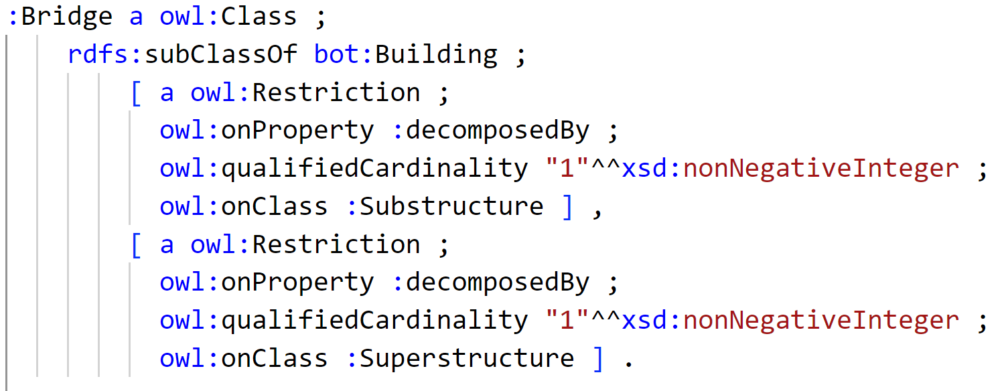 :Bridge a owl:Class ;
rdfs:subClassOf bot:Building ;
[ a owl:Restriction ;
owl:onProperty :decomposedBy ;
owl:qualifiedCardinality "1"^^xsd:nonNegativeInteger ;
owl:onClass :Substructure ] ,
[ a owl:Restriction ;
owl:onProperty :decomposedBy ;
owl:qualifiedCardinality "1"^^xsd:nonNegativeInteger ;
owl:onClass :Superstructure ] .